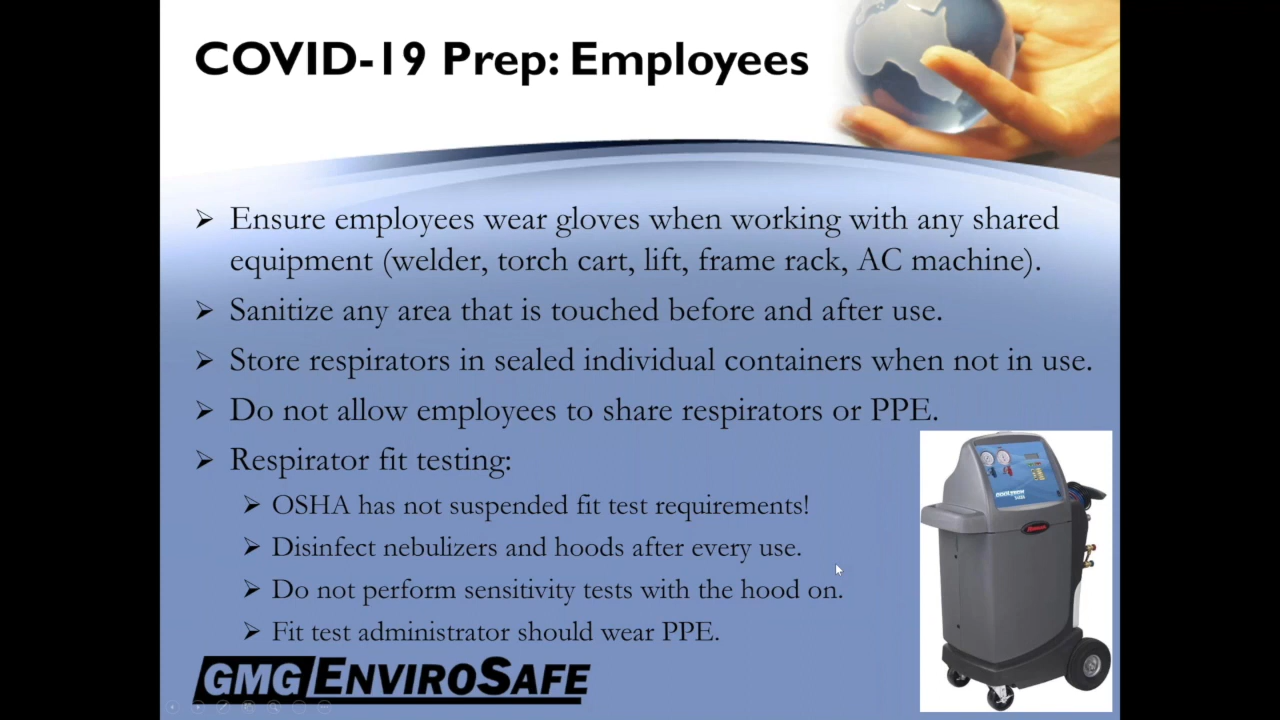 COVID-19 Prep: Employees
Ensure employees wear gloves when working with any shared
equipment (welder, torch cart, lift, frame rack, AC machine).
Sanitize any area that is touched before and after use.
Store respirators in sealed individual containers when not in use.
Do not allow employees to share respirators or PPE.
Respirator fit testing:
OSHA has not suspended fit test requirements!
Disinfect nebulizers and hoods after every use.
Do not perform sensitivity tests with the hood on.
Fit test administrator should wear PPE.
GMG ENVIROSAFE